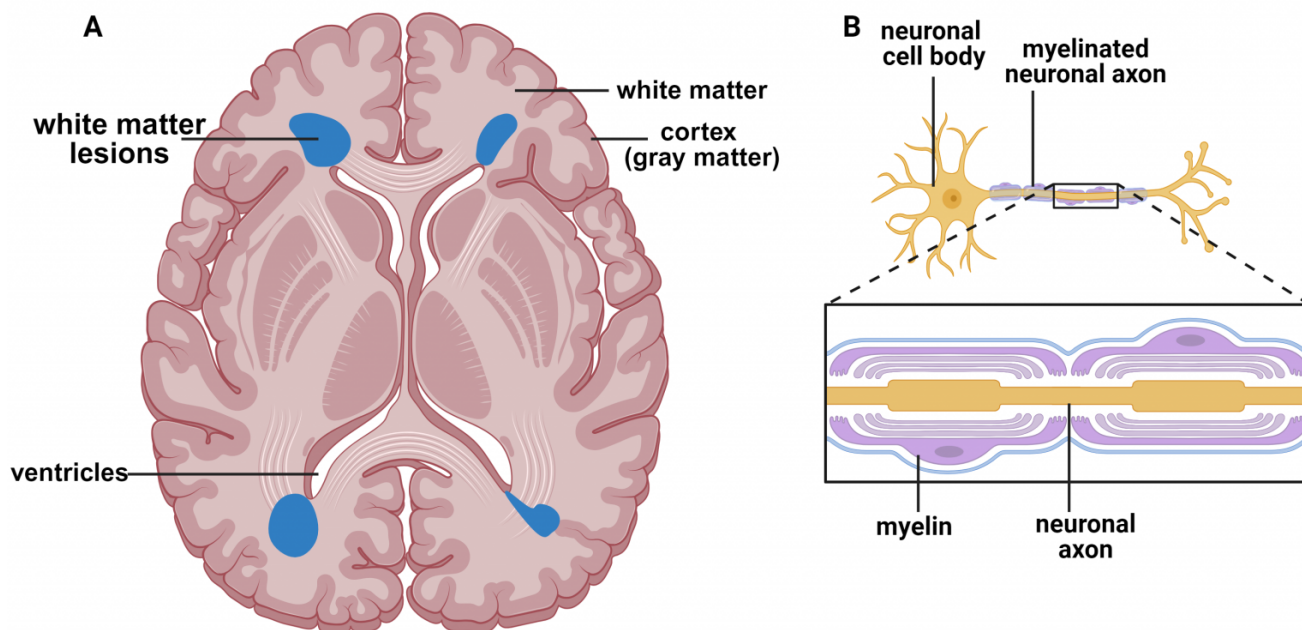 A
white matter
lesions
white matter
cortex
(gray matter)
ventricles
B
neuronal
cell body
myelinated
neuronal axon
myelin
neuronal
axon